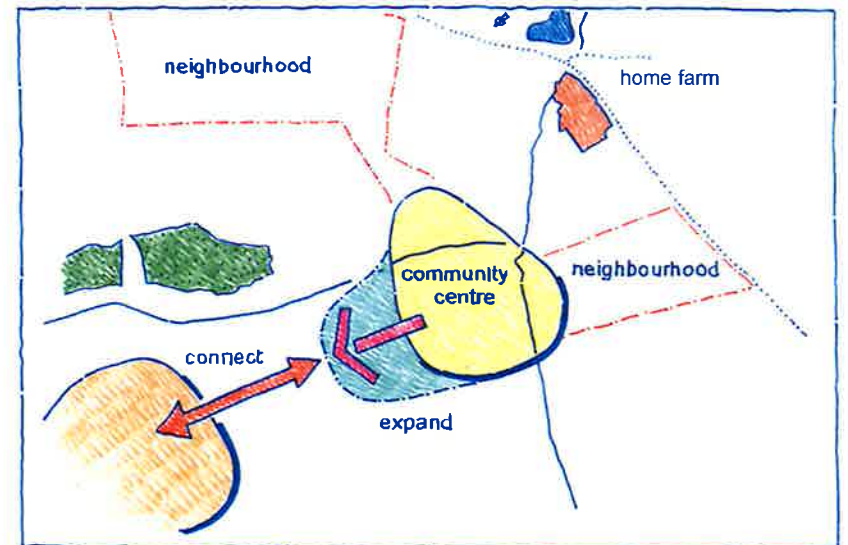 neighbourhood
home farm
community
centre
neighbourhood
connect
expand